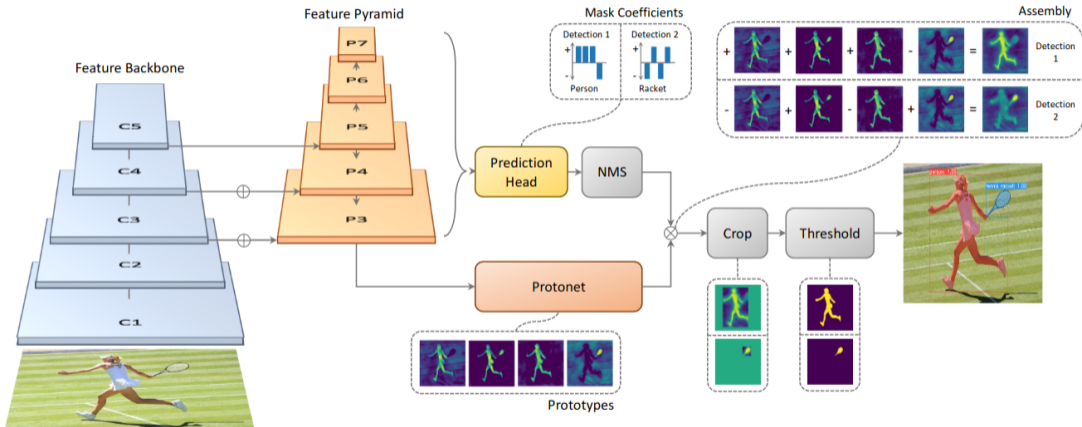 Feature Backbone
C5
C4
C3
C2
C1
Feature Pyramid
P7
P6
P5
P4
P3
Mask Coefficients
Detection 1
+
-
Person
Detection 2
+
-
Racket
Prediction
Head
NMS
Protonet
Prototypes
Assembly
+ + + - = Detection
1
- + - + = Detection
2
Crop
Threshold